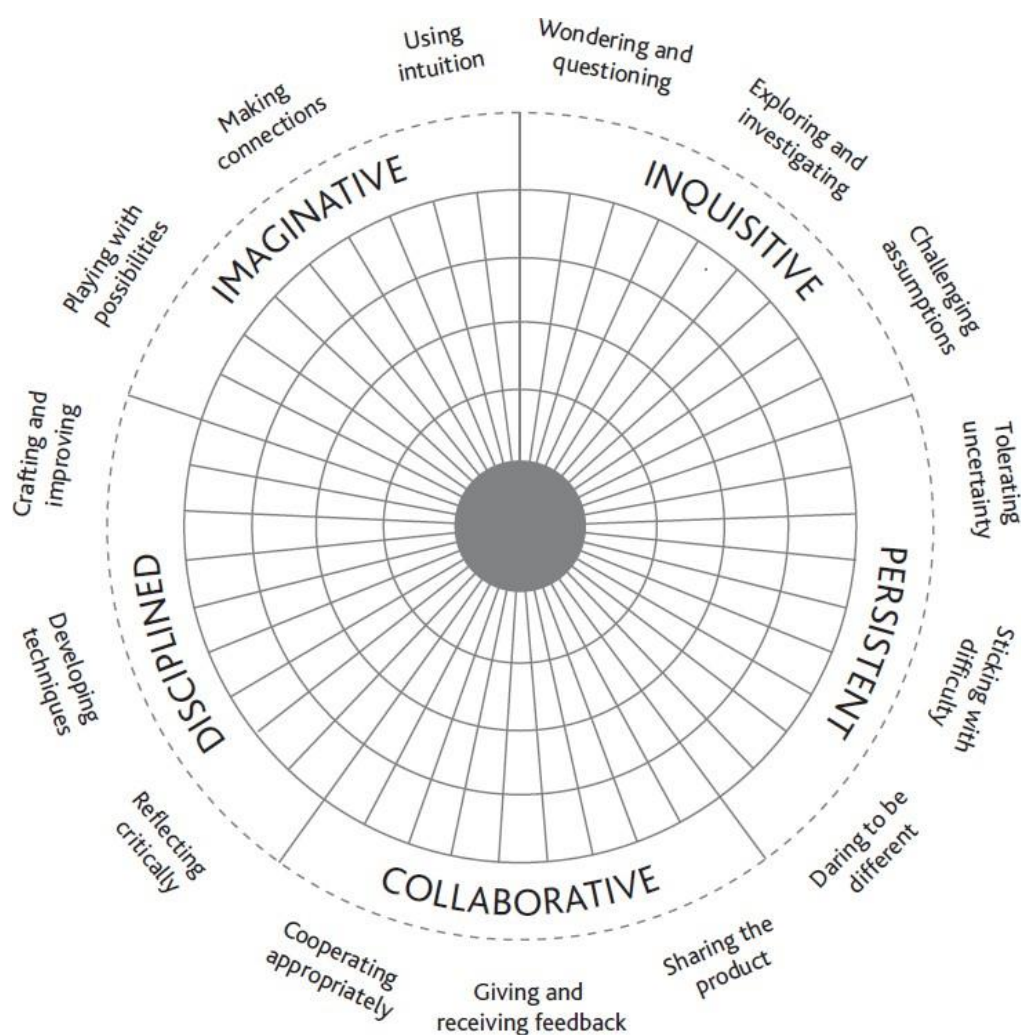 Wondering and
questioning
Exploring and
investigating
Challenging
assumptions
INQUISITIVE
Tolerating
uncertainty
Sticking with
difficulty
Daring to be
different
PERSISTENT
Sharing the
product
Giving and
receiving feedback
Cooperating
appropriately
COLLABORATIVE
Reflecting
critically
Developing
techniques
Crafting and
improving
DISCIPLINED
Playing with
possibilities
Making
connections
Using
intuition
IMAGINATIVE